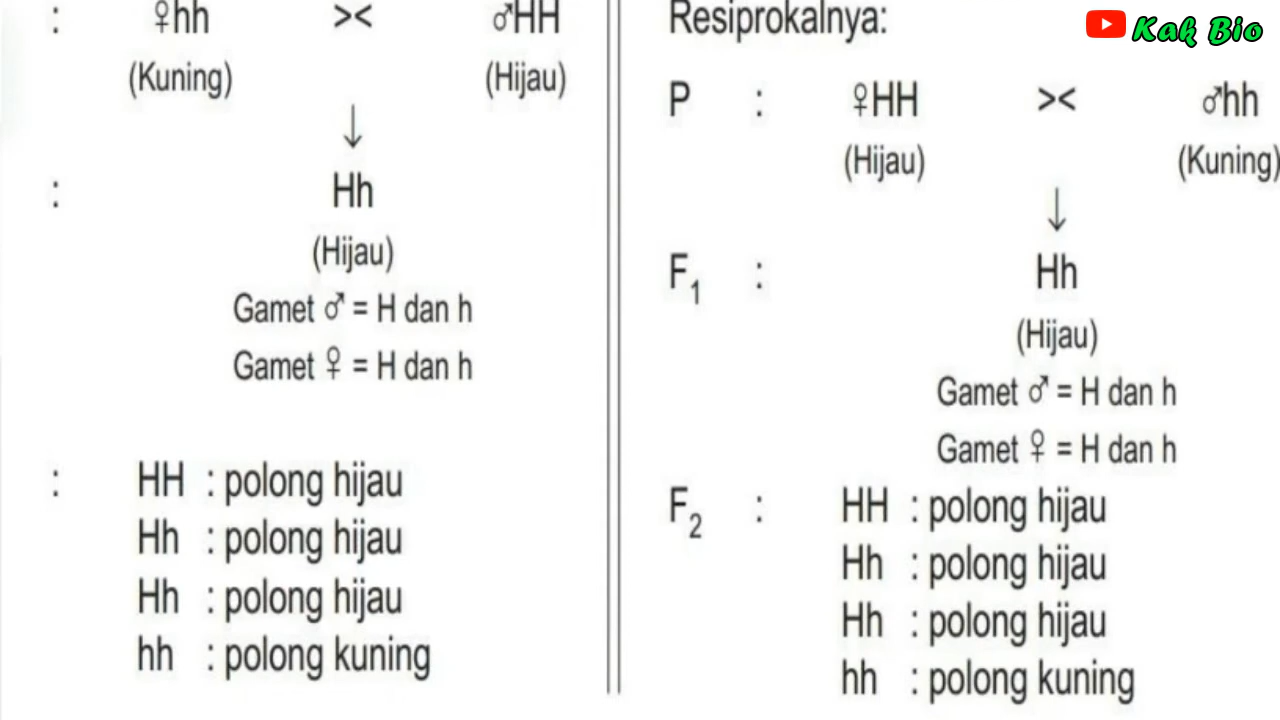 : ♀hh >< ♂HH
(Kuning) (Hijau)
↓
: Hh
(Hijau)
Gamet ♂ = H dan h
Gamet ♀ = H dan h
: HH : polong hijau
Hh : polong hijau
Hh : polong hijau
hh : polong kuning
Resiprokalnya:
P : ♀HH >< ♂hh
(Hijau) (Kuning)
↓
F₁ : Hh
(Hijau)
Gamet ♂ = H dan h
Gamet ♀ = H dan h
F₂ : HH : polong hijau
Hh : polong hijau
Hh : polong hijau
hh : polong kuning
Kak Bio